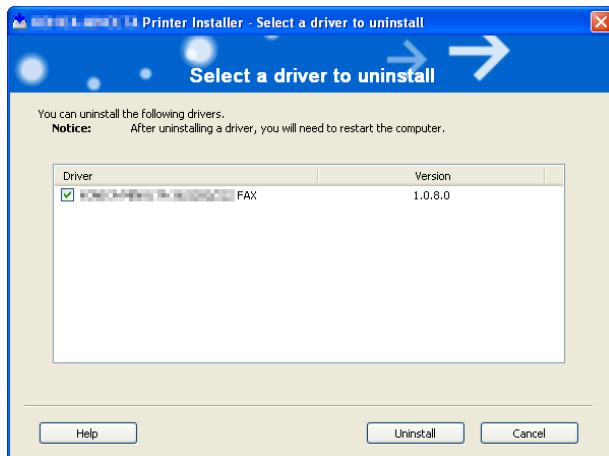 Printer Installer - Select a driver to uninstall
Select a driver to uninstall
You can uninstall the following drivers.
Notice: After uninstalling a driver, you will need to restart the computer.
Driver Version
FAX 1.0.8.0
Help Uninstall Cancel